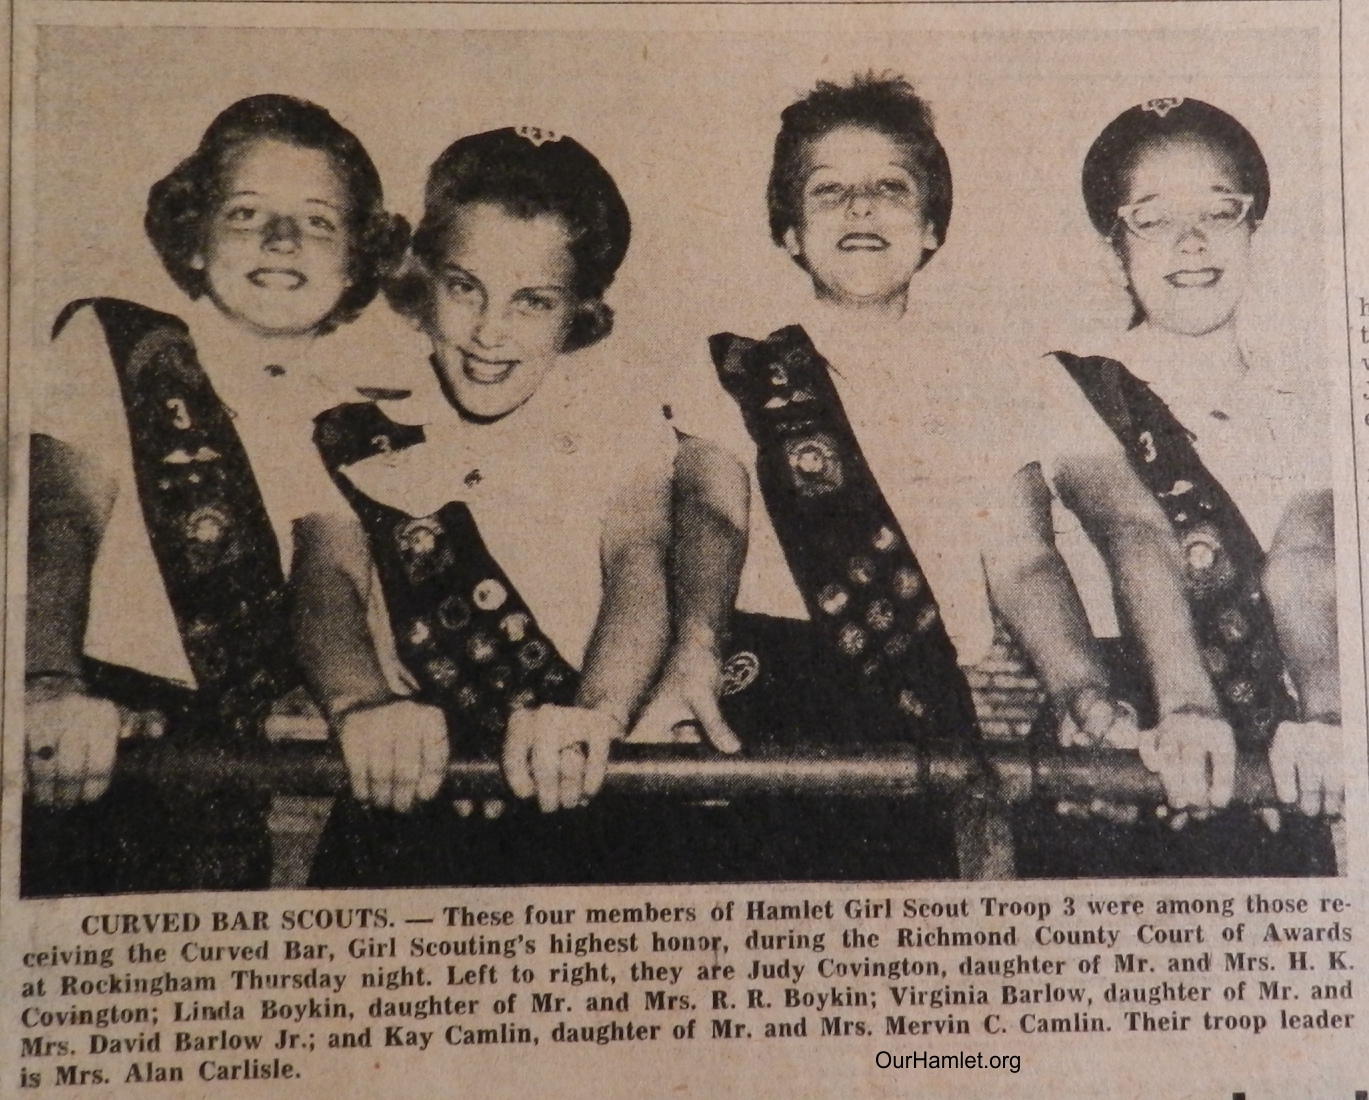 3
3
3
3
CURVED BAR SCOUTS. — These four members of Hamlet Girl Scout Troop 3 were among those re-
ceiving the Curved Bar, Girl Scouting's highest honor, during the Richmond County Court of Awards
at Rockingham Thursday night. Left to right, they are Judy Covington, daughter of Mr. and Mrs. H. K.
Covington; Linda Boykin, daughter of Mr. and Mrs. R. R. Boykin; Virginia Barlow, daughter of Mr. and
Mrs. David Barlow Jr.; and Kay Camlin, daughter of Mr. and Mrs. Mervin C. Camlin. Their troop leader
is Mrs. Alan Carlisle.
OurHamlet.org